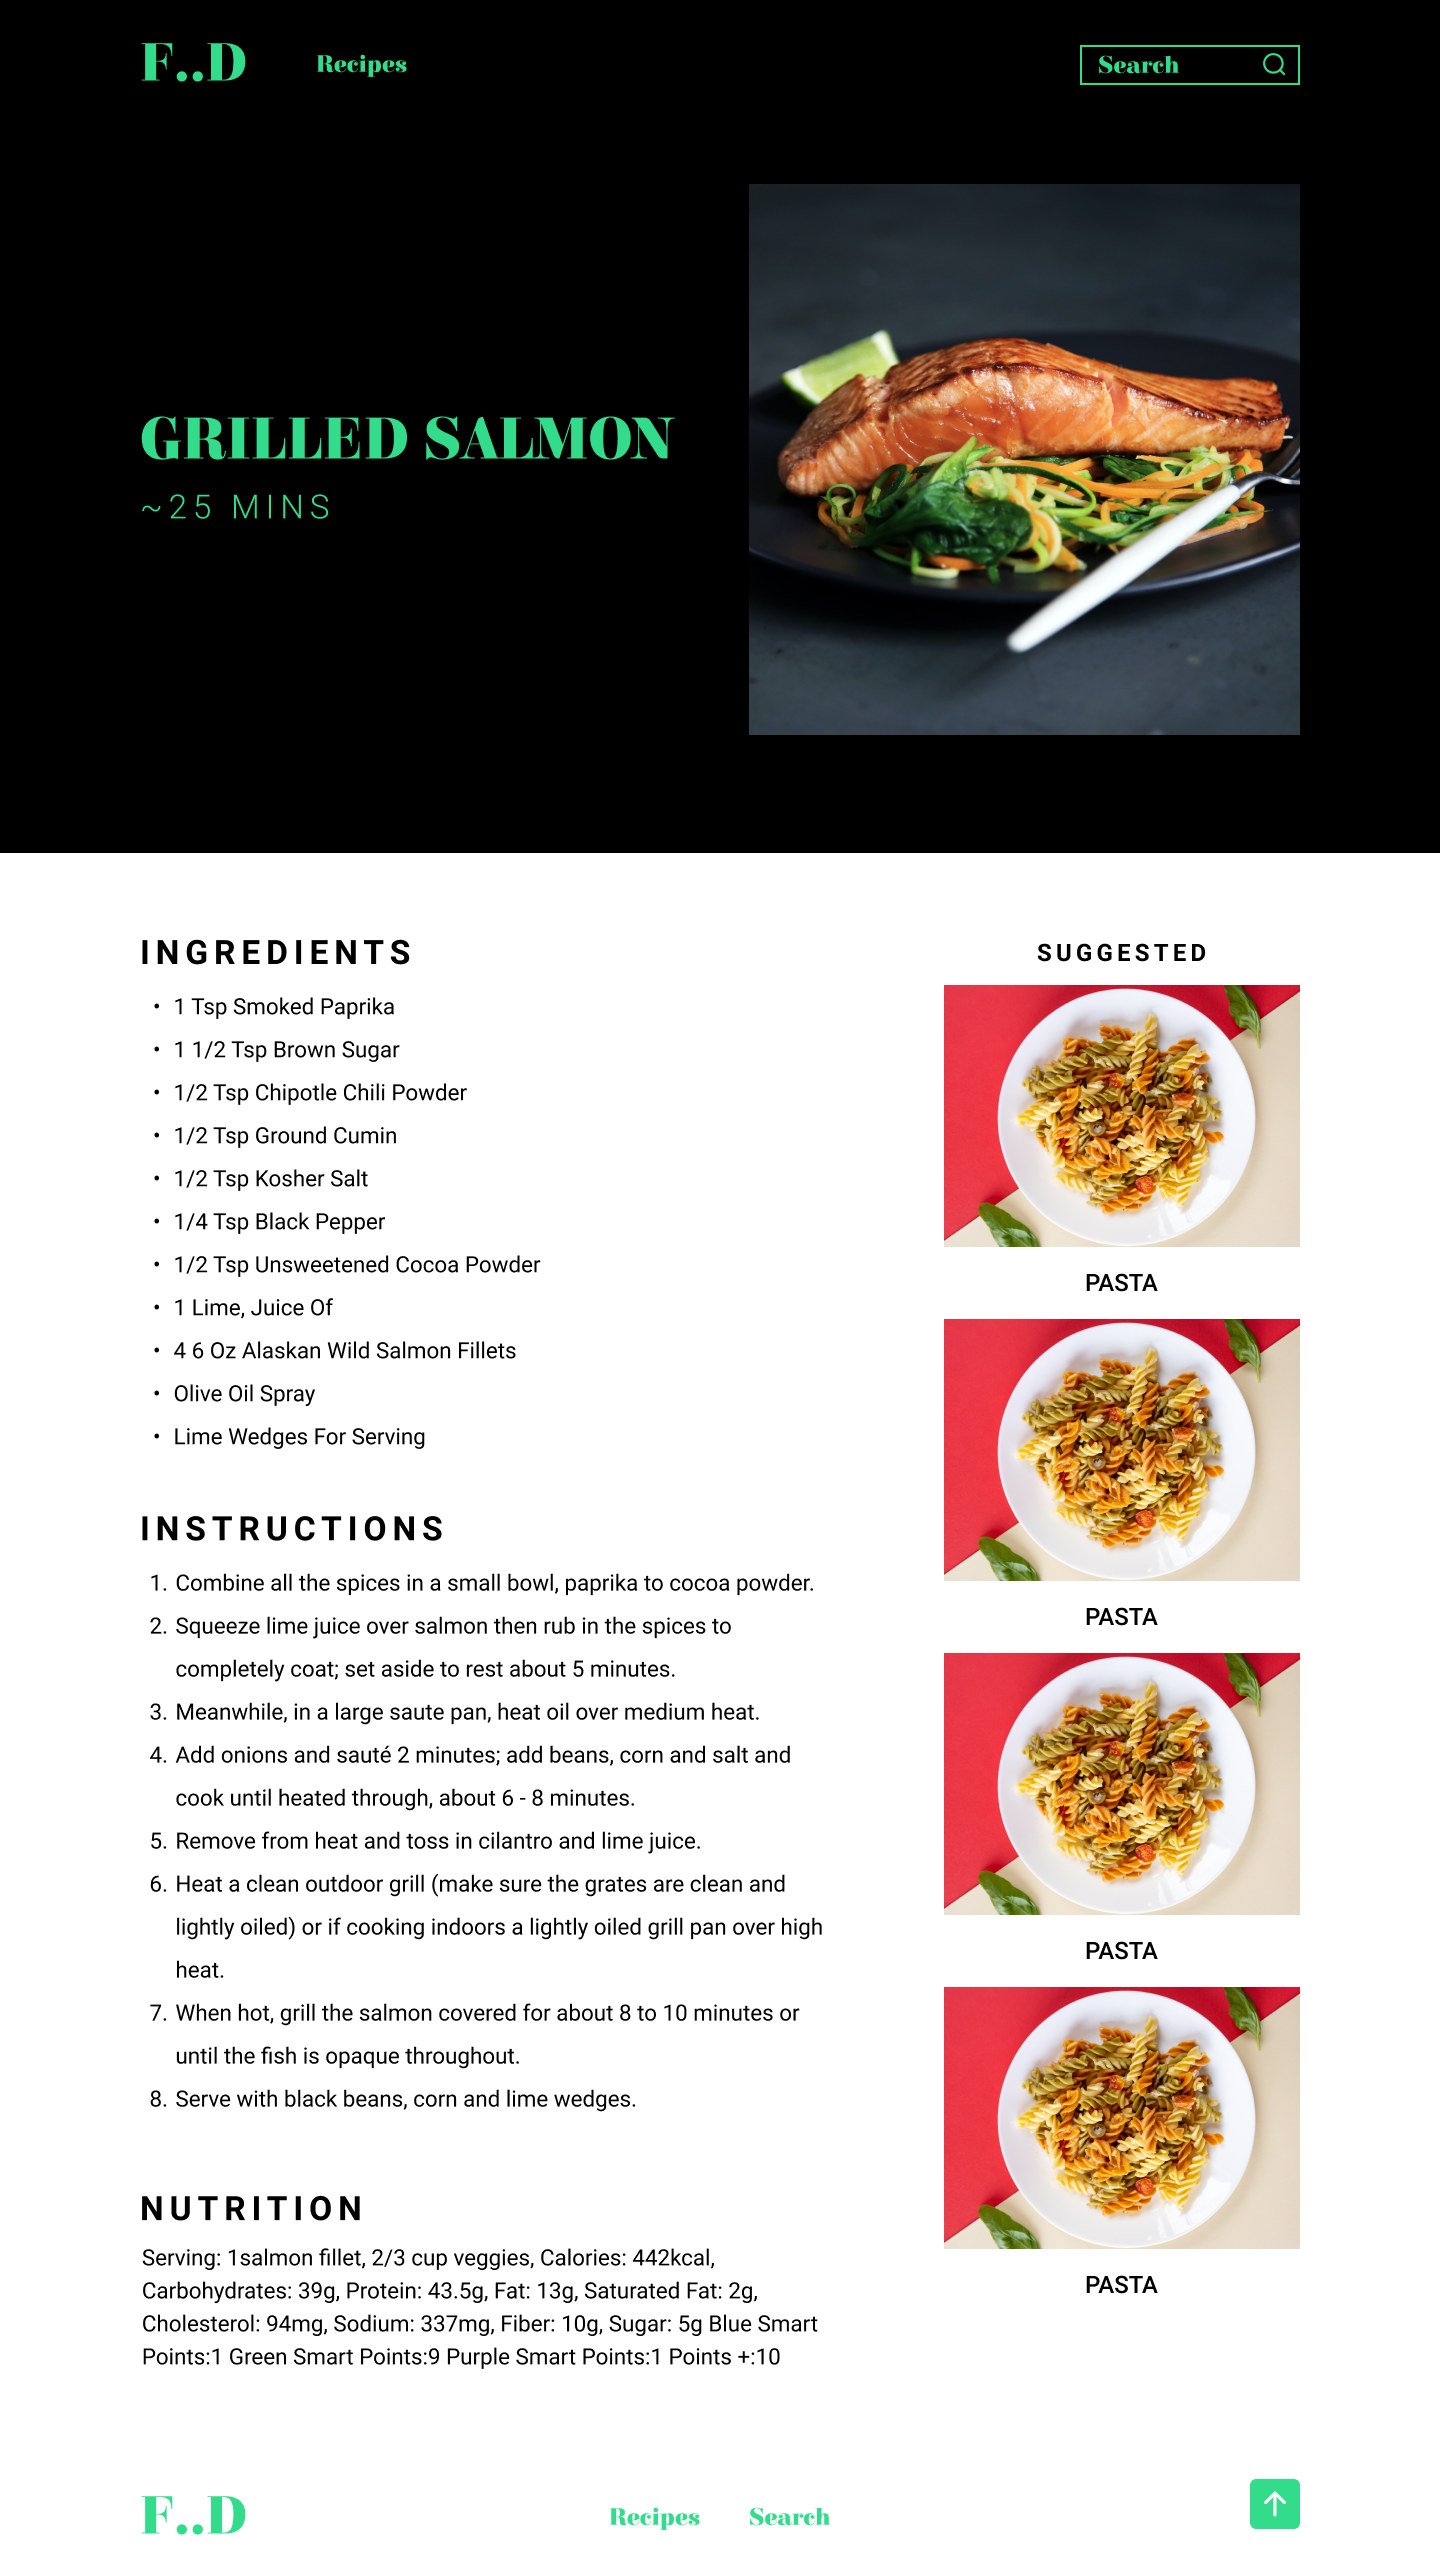 F..D
Recipes
Search
GRILLED SALMON
~25 MINS
INGREDIENTS
• 1 Tsp Smoked Paprika
• 1 1/2 Tsp Brown Sugar
• 1/2 Tsp Chipotle Chili Powder
• 1/2 Tsp Ground Cumin
• 1/2 Tsp Kosher Salt
• 1/4 Tsp Black Pepper
• 1/2 Tsp Unsweetened Cocoa Powder
• 1 Lime, Juice Of
• 4 6 Oz Alaskan Wild Salmon Fillets
• Olive Oil Spray
• Lime Wedges For Serving
INSTRUCTIONS
1. Combine all the spices in a small bowl, paprika to cocoa powder.
2. Squeeze lime juice over salmon then rub in the spices to
completely coat; set aside to rest about 5 minutes.
3. Meanwhile, in a large saute pan, heat oil over medium heat.
4. Add onions and sauté 2 minutes; add beans, corn and salt and
cook until heated through, about 6 - 8 minutes.
5. Remove from heat and toss in cilantro and lime juice.
6. Heat a clean outdoor grill (make sure the grates are clean and
lightly oiled) or if cooking indoors a lightly oiled grill pan over high
heat.
7. When hot, grill the salmon covered for about 8 to 10 minutes or
until the fish is opaque throughout.
8. Serve with black beans, corn and lime wedges.
NUTRITION
Serving: 1salmon fillet, 2/3 cup veggies, Calories: 442kcal,
Carbohydrates: 39g, Protein: 43.5g, Fat: 13g, Saturated Fat: 2g,
Cholesterol: 94mg, Sodium: 337mg, Fiber: 10g, Sugar: 5g Blue Smart
Points:1 Green Smart Points:9 Purple Smart Points:1 Points +:10
SUGGESTED
PASTA
PASTA
PASTA
PASTA
F..D
Recipes
Search